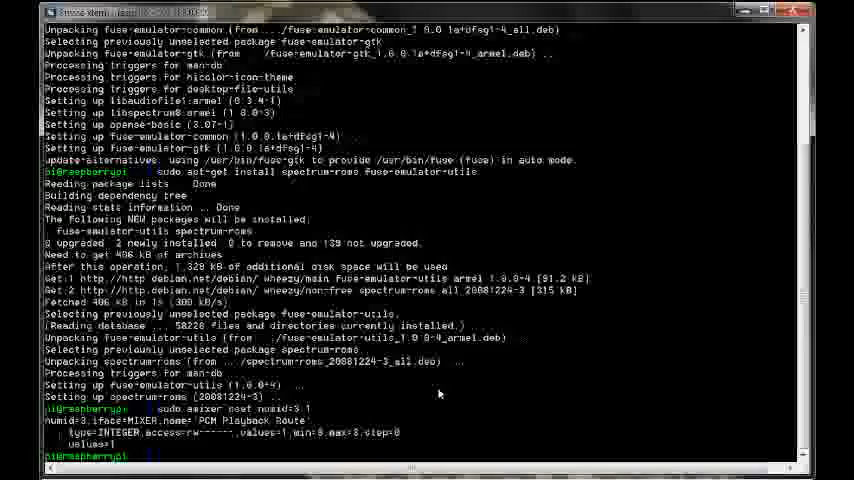 Unpacking fuse-emulator-common (from .../fuse-emulator-common_1.0.0.1a+dfsg1-4_all.deb)
Selecting previously unselected package fuse-emulator-gtk
Unpacking fuse-emulator-gtk (from .../fuse-emulator-gtk_1.0.0.1a+dfsg1-4_armel.deb) ...
Processing triggers for man-db
Processing triggers for hicolor-icon-theme
Processing triggers for desktop-file-utils
Setting up libaudiofile1:armel (0.3.4-1)
Setting up libspectrum8:armel (1.0.0-3)
Setting up opense-basic (3.07-1)
Setting up fuse-emulator-common (1.0.0.1a+dfsg1-4) ...
Setting up fuse-emulator-gtk (1.0.0.1a+dfsg1-4)
update-alternatives: using /usr/bin/fuse-gtk to provide /usr/bin/fuse (fuse) in auto mode.
pi@raspberrypi sudo apt-get install spectrum-roms fuse-emulator-utils
Reading package lists Done
Building dependency tree
Reading state information ... Done
The following NEW packages will be installed:
fuse-emulator-utils spectrum-roms
0 upgraded 2 newly installed 0 to remove and 139 not upgraded.
Need to get 406 kB of archives
After this operation, 1,329 kB of additional disk space will be used
Get:1 http://http.debian.net/debian/ wheezy/main fuse-emulator-utils armel 1.0.0-4 [91.2 kB]
Get:2 http://http.debian.net/debian/ wheezy/non-free spectrum-roms all 20081224-3 [315 kB]
Fetched 406 kB in 1s (300 kB/s)
Selecting previously unselected package fuse-emulator-utils.
(Reading database ... 58228 files and directories currently installed.)
Unpacking fuse-emulator-utils (from .../fuse-emulator-utils_1.0.0-4_armel.deb) ...
Selecting previously unselected package spectrum-roms
Unpacking spectrum-roms (from .../spectrum-roms_20081224-3_all.deb) ...
Processing triggers for man-db
Setting up fuse-emulator-utils (1.0.0-4) ...
Setting up spectrum-roms (20081224-3) ..
pi@raspberrypi sudo amixer cset numid=3 1
numid=3,iface=MIXER,name='PCM Playback Route'
type=INTEGER,access=rw------,values=1,min=0,max=3,step=0
values=1
pi@raspberrypi